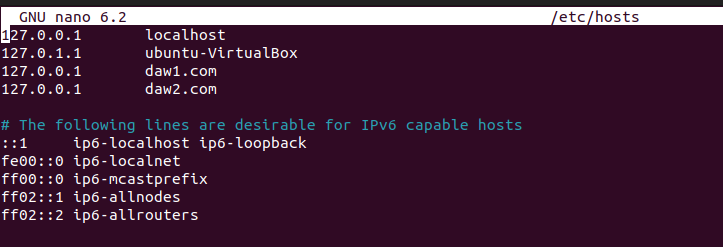 GNU nano 6.2 /etc/hosts
127.0.0.1 localhost
127.0.1.1 ubuntu-VirtualBox
127.0.0.1 daw1.com
127.0.0.1 daw2.com
# The following lines are desirable for IPv6 capable hosts
::1 ip6-localhost ip6-loopback
fe00::0 ip6-localnet
ff00::0 ip6-mcastprefix
ff02::1 ip6-allnodes
ff02::2 ip6-allrouters